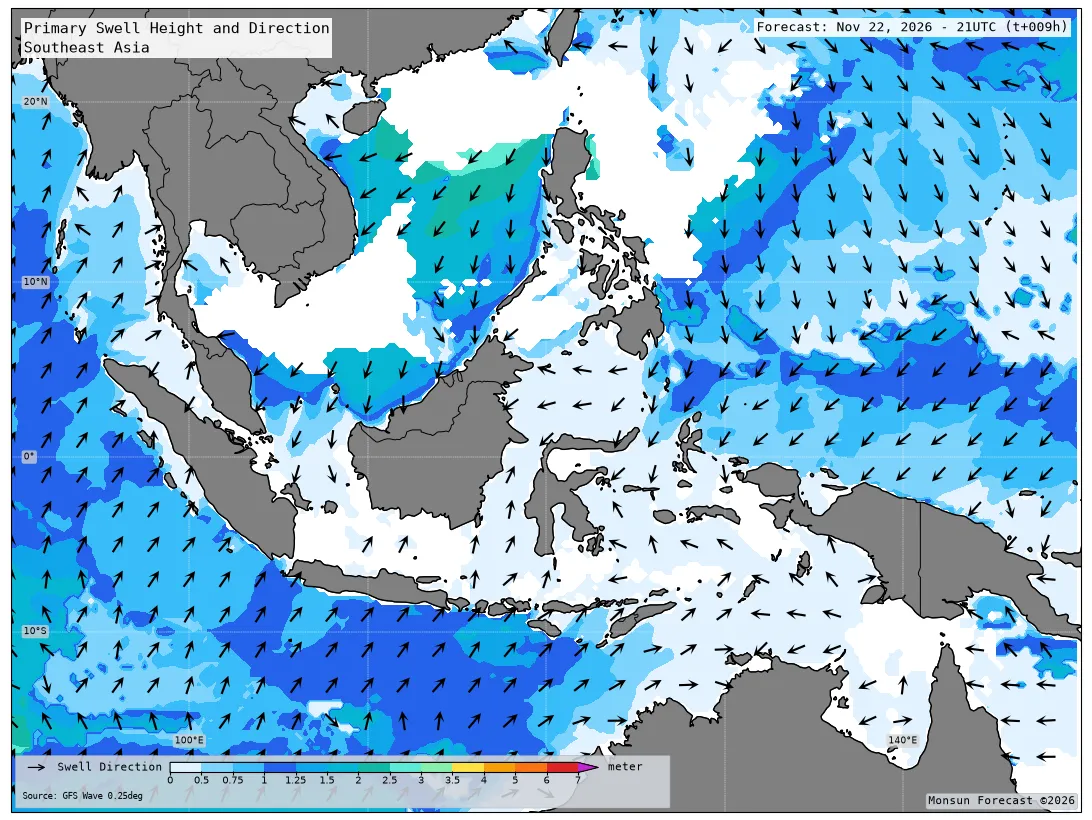 Primary Swell Height and Direction
Southeast Asia
Forecast: Nov 22, 2026 - 21UTC (t+009h)
20°N
10°N
0°
10°S
100°E
140°E
Swell Direction
0 0.5 0.75 1 1.25 1.5 2 2.5 3 3.5 4 5 6 7
meter
Source: GFS Wave 0.25deg
Monsun Forecast ©2026